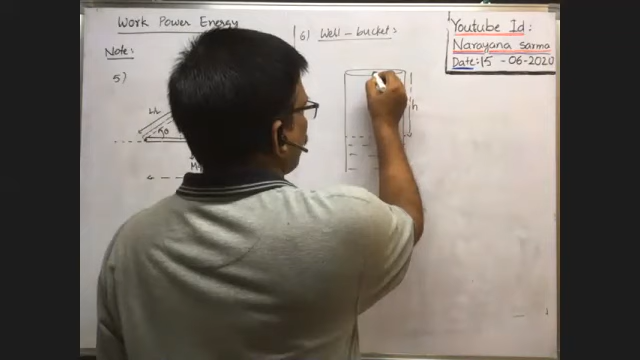 Work Power Energy
Note:
5)
6) Well - bucket:
h
Youtube Id:
Narayana sarma
Date: 15 - 06-2020